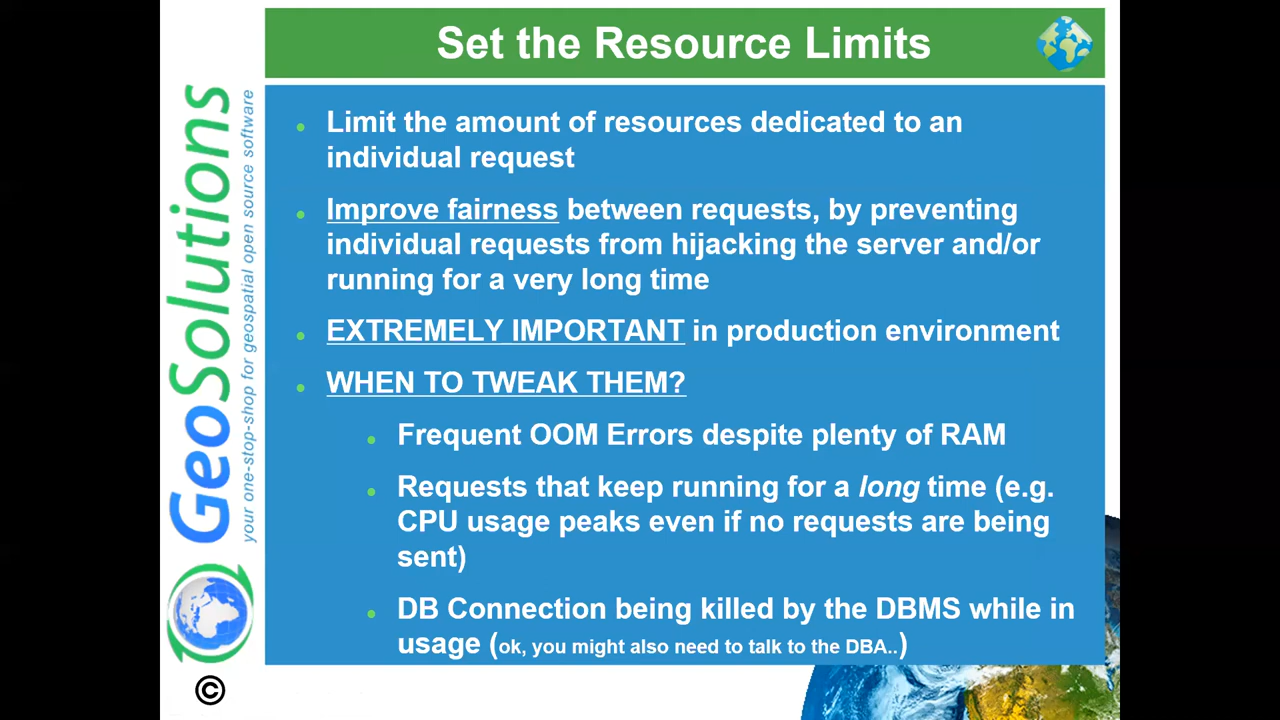 Set the Resource Limits
Limit the amount of resources dedicated to an
individual request
Improve fairness between requests, by preventing
individual requests from hijacking the server and/or
running for a very long time
EXTREMELY IMPORTANT in production environment
WHEN TO TWEAK THEM?
Frequent OOM Errors despite plenty of RAM
Requests that keep running for a long time (e.g.
CPU usage peaks even if no requests are being
sent)
DB Connection being killed by the DBMS while in
usage (ok, you might also need to talk to the DBA..)
GeoSolutions
your one-stop-shop for geospatial open source software
©